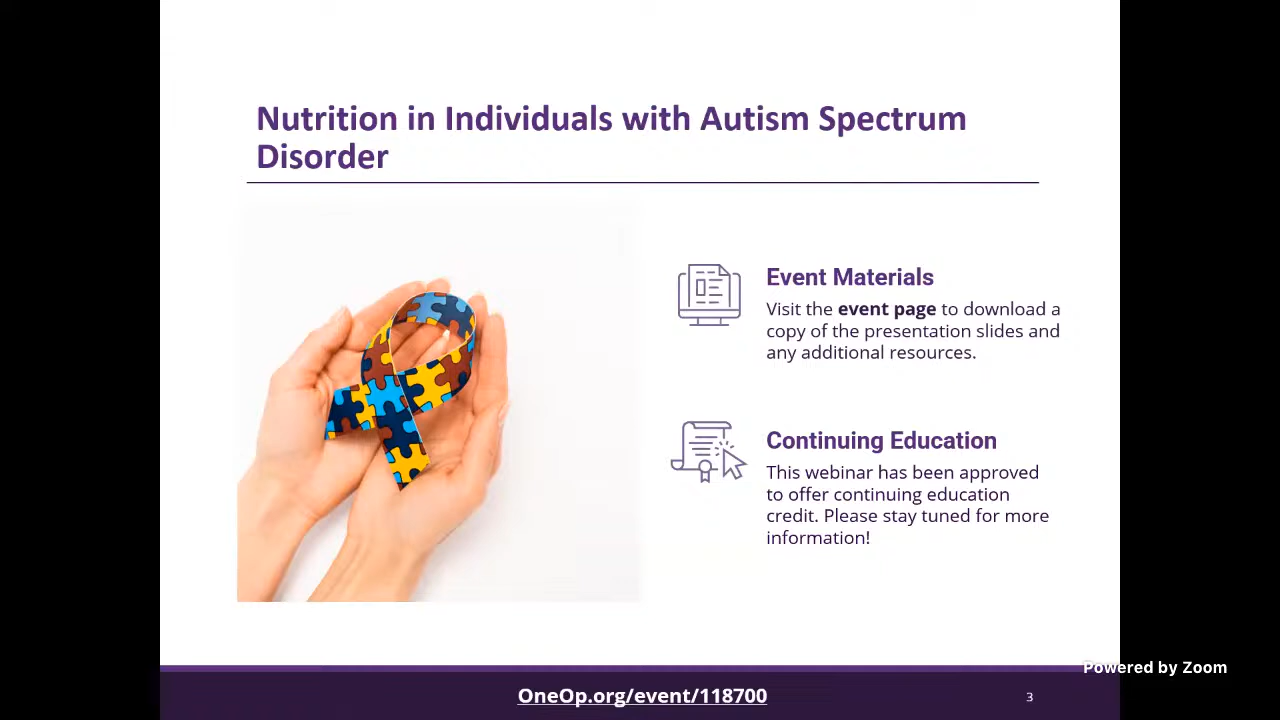 Nutrition in Individuals with Autism Spectrum
Disorder
Event Materials
Visit the event page to download a
copy of the presentation slides and
any additional resources.
Continuing Education
This webinar has been approved
to offer continuing education
credit. Please stay tuned for more
information!
Powered by Zoom
OneOp.org/event/118700
3